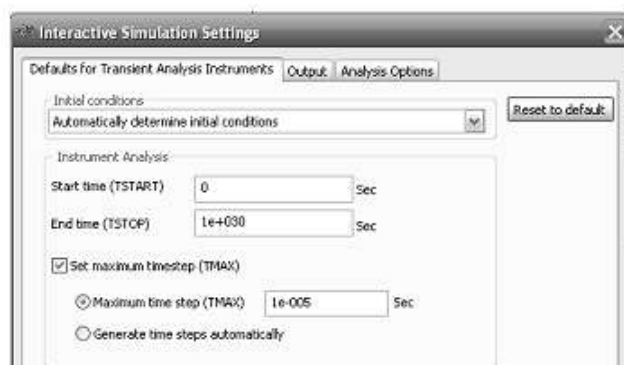 Interactive Simulation Settings
Defaults for Transient Analysis Instruments Output Analysis Options
Initial conditions
Automatically determine initial conditions
Reset to default
Instrument Analysis
Start time (TSTART) 0 Sec
End time (TSTOP) 1e+030 Sec
Set maximum timestep (TMAX)
Maximum time step (TMAX) 1e-005 Sec
Generate time steps automatically